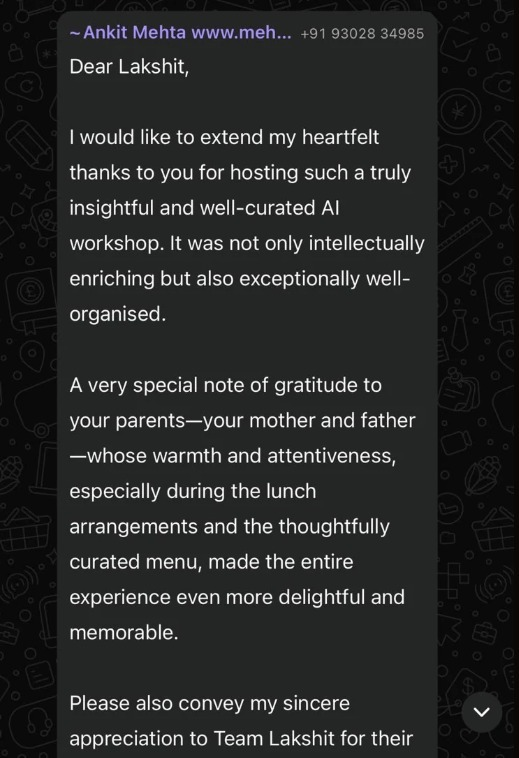 ~Ankit Mehta www.meh... +91 93028 34985
Dear Lakshit,
I would like to extend my heartfelt
thanks to you for hosting such a truly
insightful and well-curated AI
workshop. It was not only intellectually
enriching but also exceptionally well-
organised.
A very special note of gratitude to
your parents—your mother and father
—whose warmth and attentiveness,
especially during the lunch
arrangements and the thoughtfully
curated menu, made the entire
experience even more delightful and
memorable.
Please also convey my sincere
appreciation to Team Lakshit for their